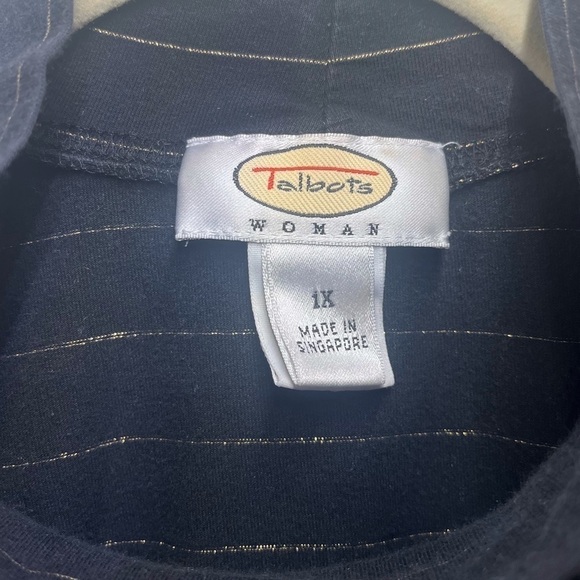 Talbots
WOMAN
1X
MADE IN
SINGAPORE